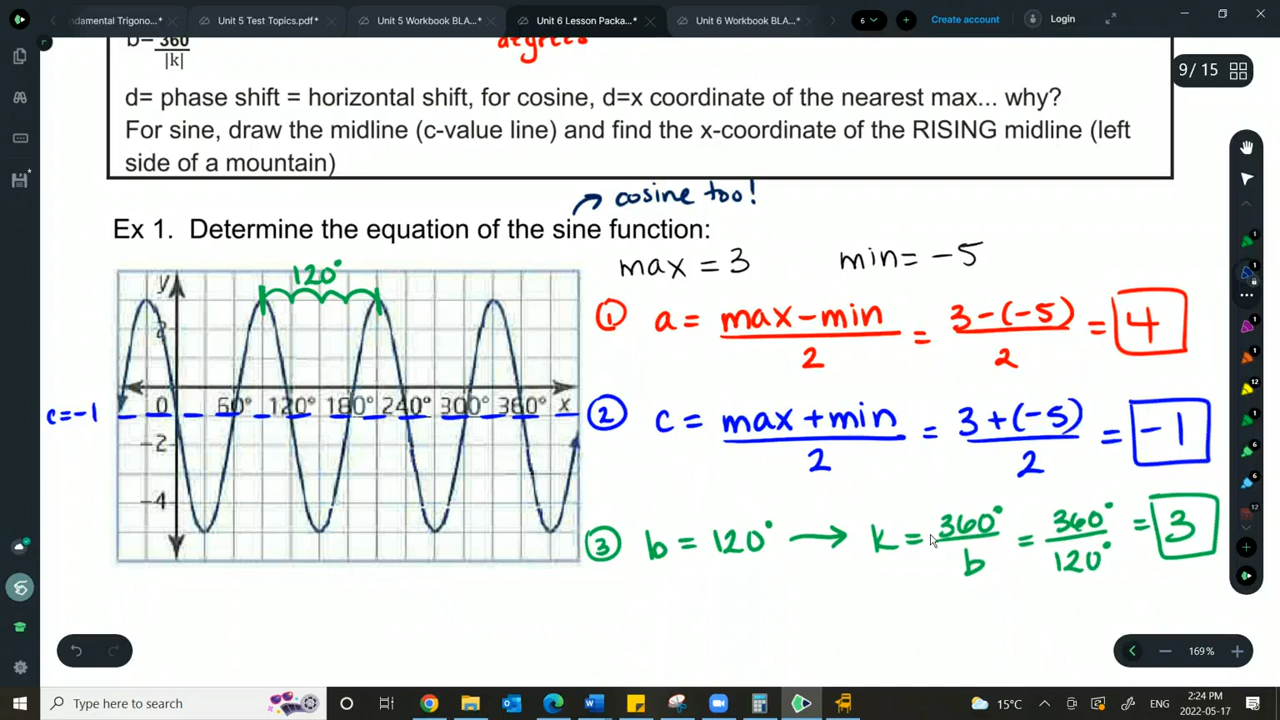 undamental Trigono... Unit 5 Test Topics.pdf* Unit 5 Workbook BLA...* Unit 6 Lesson Packa...* Unit 6 Workbook BLA...* 6 Create account Login
b= 360
|k|
degrees
9 / 15
d= phase shift = horizontal shift, for cosine, d=x coordinate of the nearest max... why?
For sine, draw the midline (c-value line) and find the x-coordinate of the RISING midline (left
side of a mountain)
cosine too!
Ex 1. Determine the equation of the sine function:
max = 3 min = -5
120°
y
2
0 60° 120° 180° 240° 300° 360° x
-2
-4
c=-1
① a = max-min / 2 = 3-(-5) / 2 = 4
② c = max+min / 2 = 3+(-5) / 2 = -1
③ b = 120° → k = 360° / b = 360° / 120° = 3
169%
Type here to search
15°C ENG 2:24 PM
2022-05-17